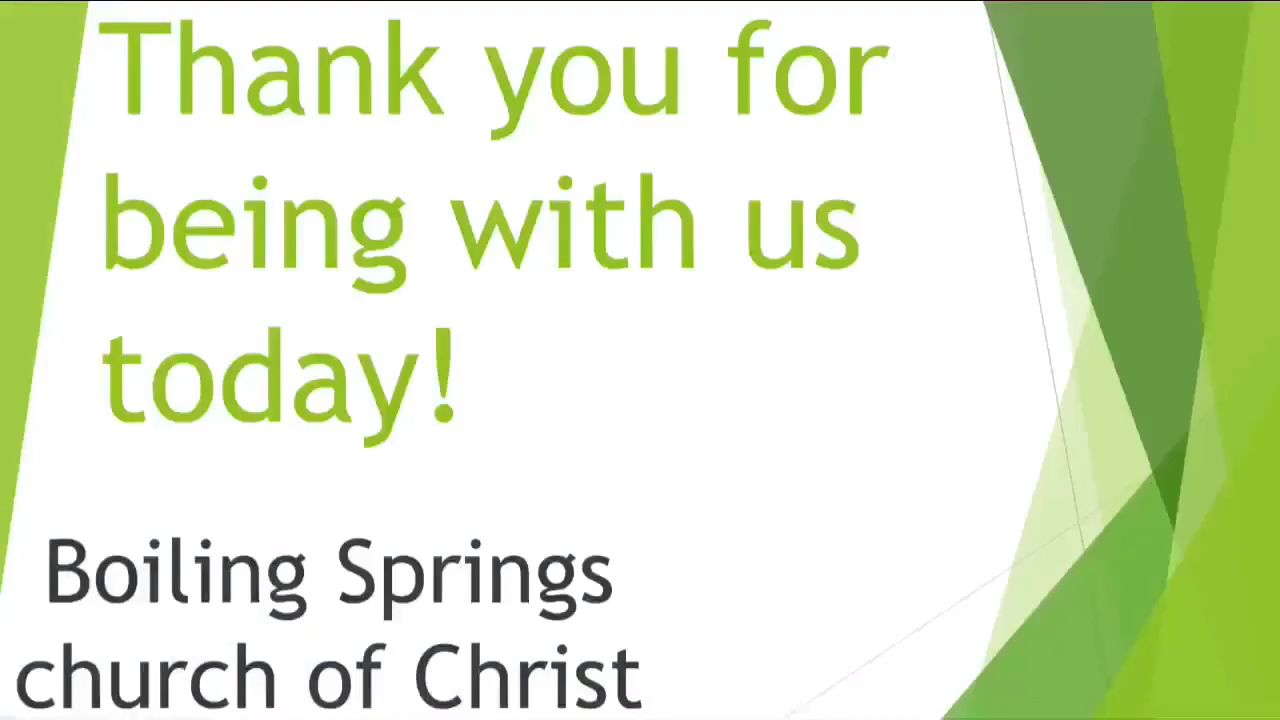 Thank you for
being with us
today!
Boiling Springs
church of Christ